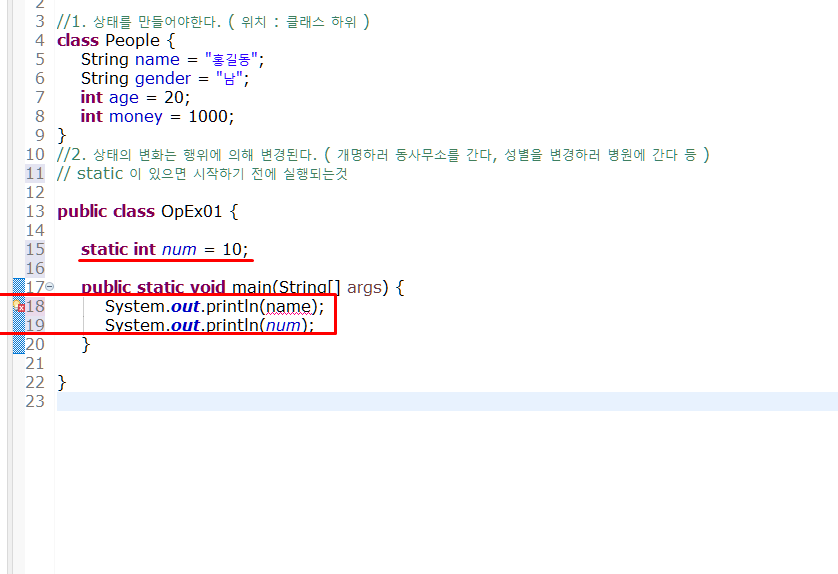 2
3 //1. 상태를 만들어야한다. ( 위치 : 클래스 하위 )
4 class People {
5 String name = "홍길동";
6 String gender = "남";
7 int age = 20;
8 int money = 1000;
9 }
10 //2. 상태의 변화는 행위에 의해 변경된다. ( 개명하러 동사무소를 간다, 성별을 변경하러 병원에 간다 등 )
11 // static 이 있으면 시작하기 전에 실행되는것
12
13 public class OpEx01 {
14
15 static int num = 10;
16
17 public static void main(String[] args) {
18 System.out.println(name);
19 System.out.println(num);
20 }
21
22 }
23